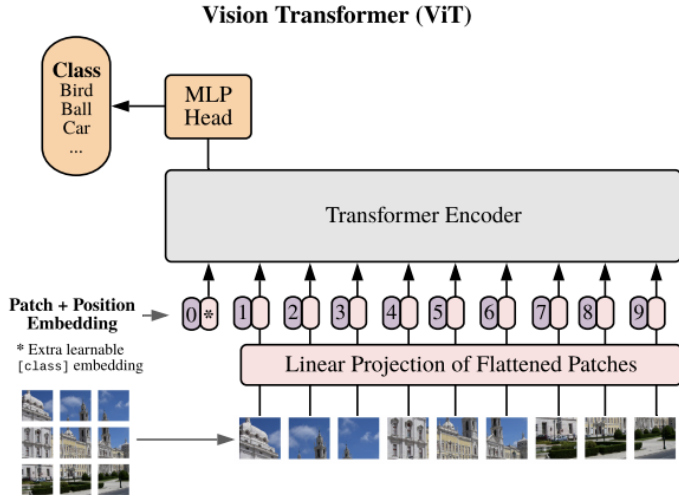 Vision Transformer (ViT)
Class
Bird
Ball
Car
...
MLP
Head
Transformer Encoder
Patch + Position
Embedding
0 * 1 2 3 4 5 6 7 8 9
* Extra learnable
[class] embedding
Linear Projection of Flattened Patches